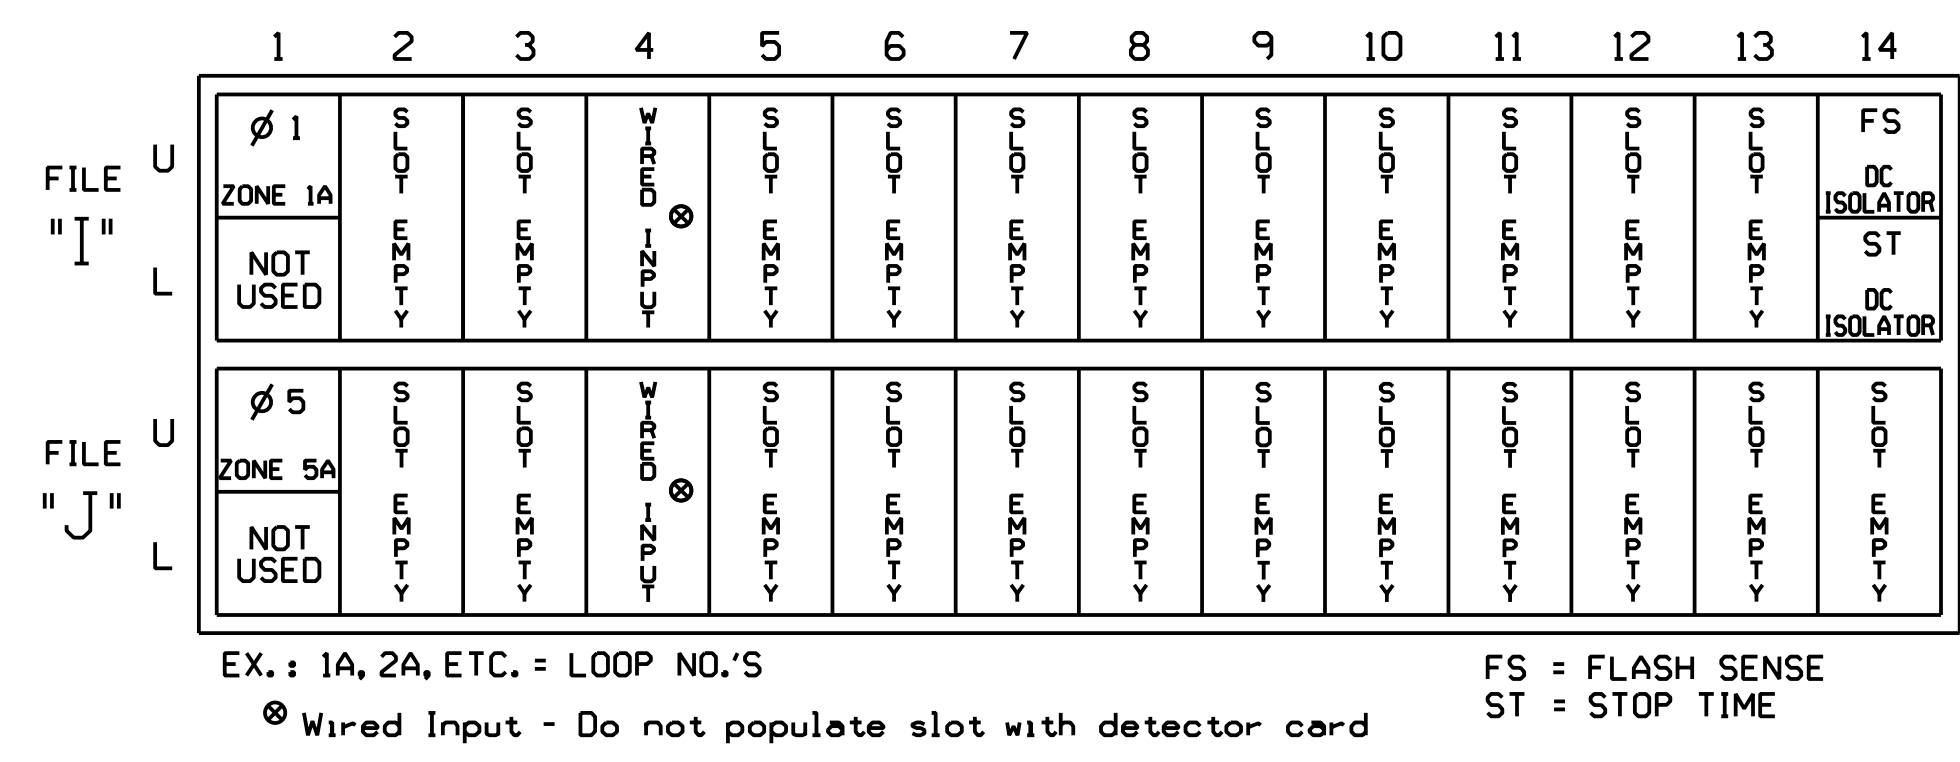 1 2 3 4 5 6 7 8 9 10 11 12 13 14
FILE "I"
U
L
Ø 1
ZONE 1A
NOT
USED
SLOT EMPTY
SLOT EMPTY
WIRED INPUT ⊗
SLOT EMPTY
SLOT EMPTY
SLOT EMPTY
SLOT EMPTY
SLOT EMPTY
SLOT EMPTY
SLOT EMPTY
SLOT EMPTY
SLOT EMPTY
FS
DC
ISOLATOR
ST
DC
ISOLATOR
FILE "J"
U
L
Ø 5
ZONE 5A
NOT
USED
SLOT EMPTY
SLOT EMPTY
WIRED INPUT ⊗
SLOT EMPTY
SLOT EMPTY
SLOT EMPTY
SLOT EMPTY
SLOT EMPTY
SLOT EMPTY
SLOT EMPTY
SLOT EMPTY
SLOT EMPTY
SLOT EMPTY
EX.: 1A, 2A, ETC. = LOOP NO.'S
⊗ Wired Input - Do not populate slot with detector card
FS = FLASH SENSE
ST = STOP TIME